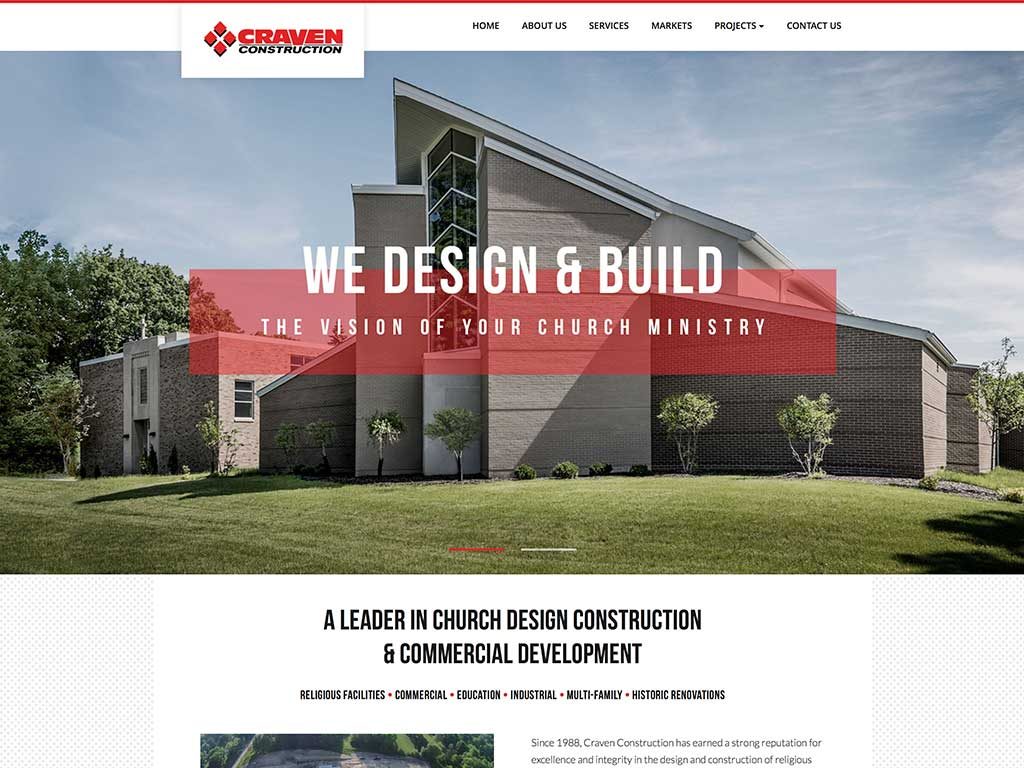 CRAVEN
CONSTRUCTION
HOME ABOUT US SERVICES MARKETS PROJECTS CONTACT US
WE DESIGN & BUILD
THE VISION OF YOUR CHURCH MINISTRY
A LEADER IN CHURCH DESIGN CONSTRUCTION
& COMMERCIAL DEVELOPMENT
RELIGIOUS FACILITIES • COMMERCIAL • EDUCATION • INDUSTRIAL • MULTI-FAMILY • HISTORIC RENOVATIONS
Since 1988, Craven Construction has earned a strong reputation for
excellence and integrity in the design and construction of religious